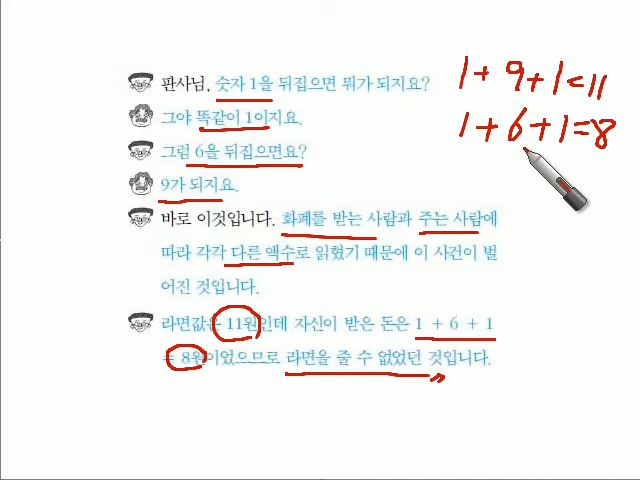 판사님, 숫자 1을 뒤집으면 뭐가 되지요?
그야 똑같이 1이지요.
그럼 6을 뒤집으면요?
9가 되지요.
바로 이것입니다. 화폐를 받는 사람과 주는 사람에
따라 각각 다른 액수로 읽혔기 때문에 이 사건이 벌
어진 것입니다.
라면값은 11원인데 자신이 받은 돈은 1 + 6 + 1
= 8원이었으므로 라면을 줄 수 없었던 것입니다.
1+9+1<11
1+6+1=8